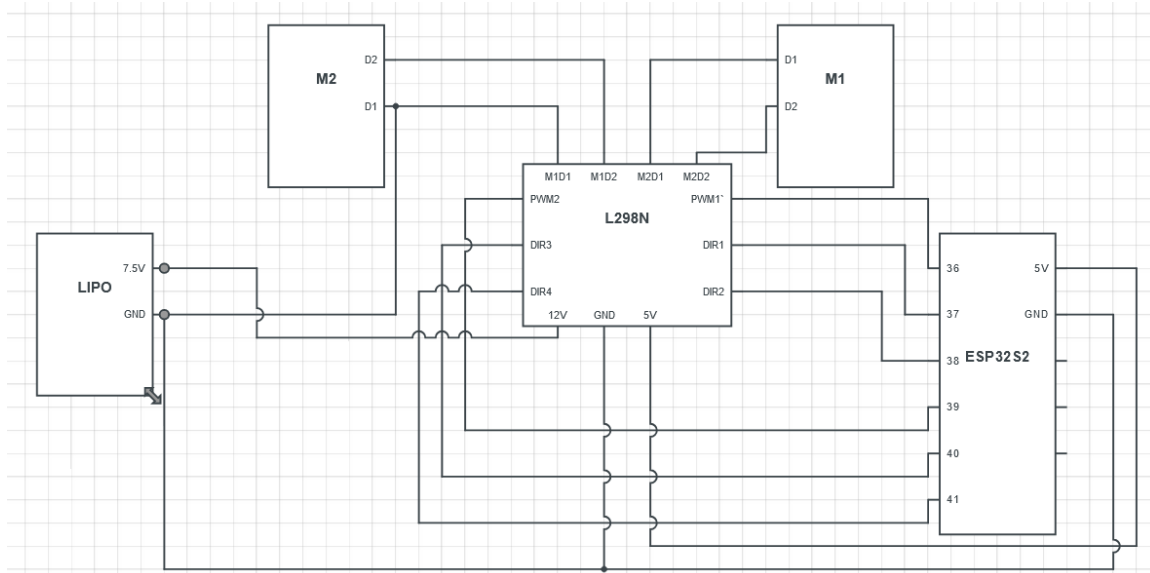 M2
D2
D1
M1
D1
D2
M1D1 M1D2 M2D1 M2D2
L298N
PWM2
DIR3
DIR4
PWM1`
DIR1
DIR2
12V GND 5V
LIPO
7.5V
GND
ESP32S2
36
37
38
39
40
41
5V
GND